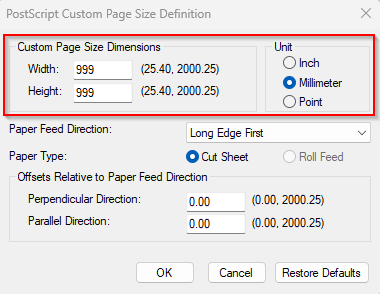 PostScript Custom Page Size Definition
Custom Page Size Dimensions
Width: 999 (25.40, 2000.25)
Height: 999 (25.40, 2000.25)
Unit
Inch
Millimeter
Point
Paper Feed Direction: Long Edge First
Paper Type: Cut Sheet Roll Feed
Offsets Relative to Paper Feed Direction
Perpendicular Direction: 0.00 (0.00, 2000.25)
Parallel Direction: 0.00 (0.00, 2000.25)
OK Cancel Restore Defaults